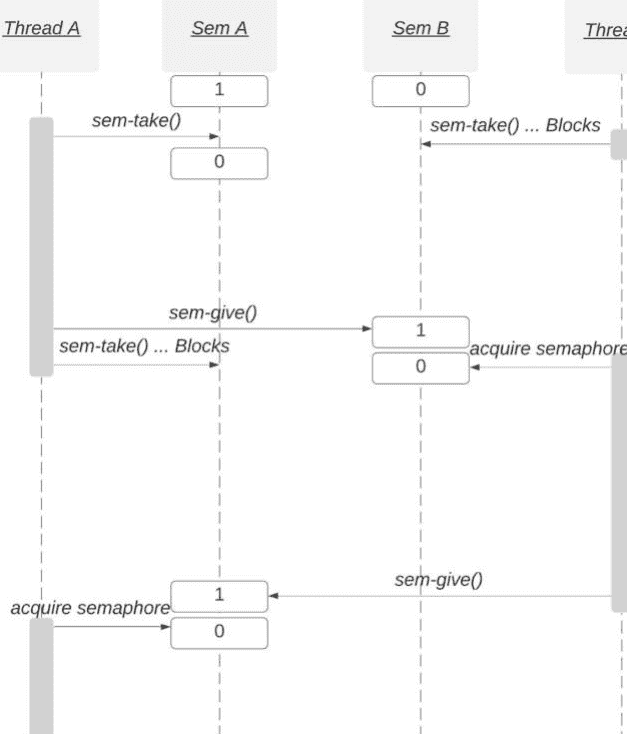 Thread A
Sem A
Sem B
1
0
sem-take()
sem-take() ... Blocks
0
sem-give()
1
sem-take() ... Blocks
acquire semaphore
0
sem-give()
1
acquire semaphore
0